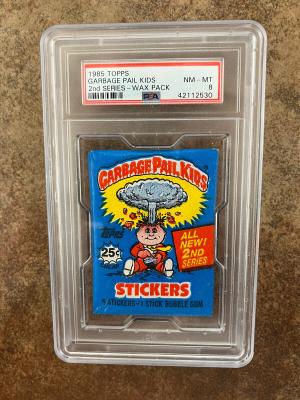 1985 TOPPS
GARBAGE PAIL KIDS
NM - MT
2nd SERIES - WAX PACK
8
PSA
42112530
GARBAGE PAIL KIDS
Topps
25¢
ALL
NEW!
2ND
SERIES
STICKERS
5 STICKERS • 1 STICK BUBBLE GUM